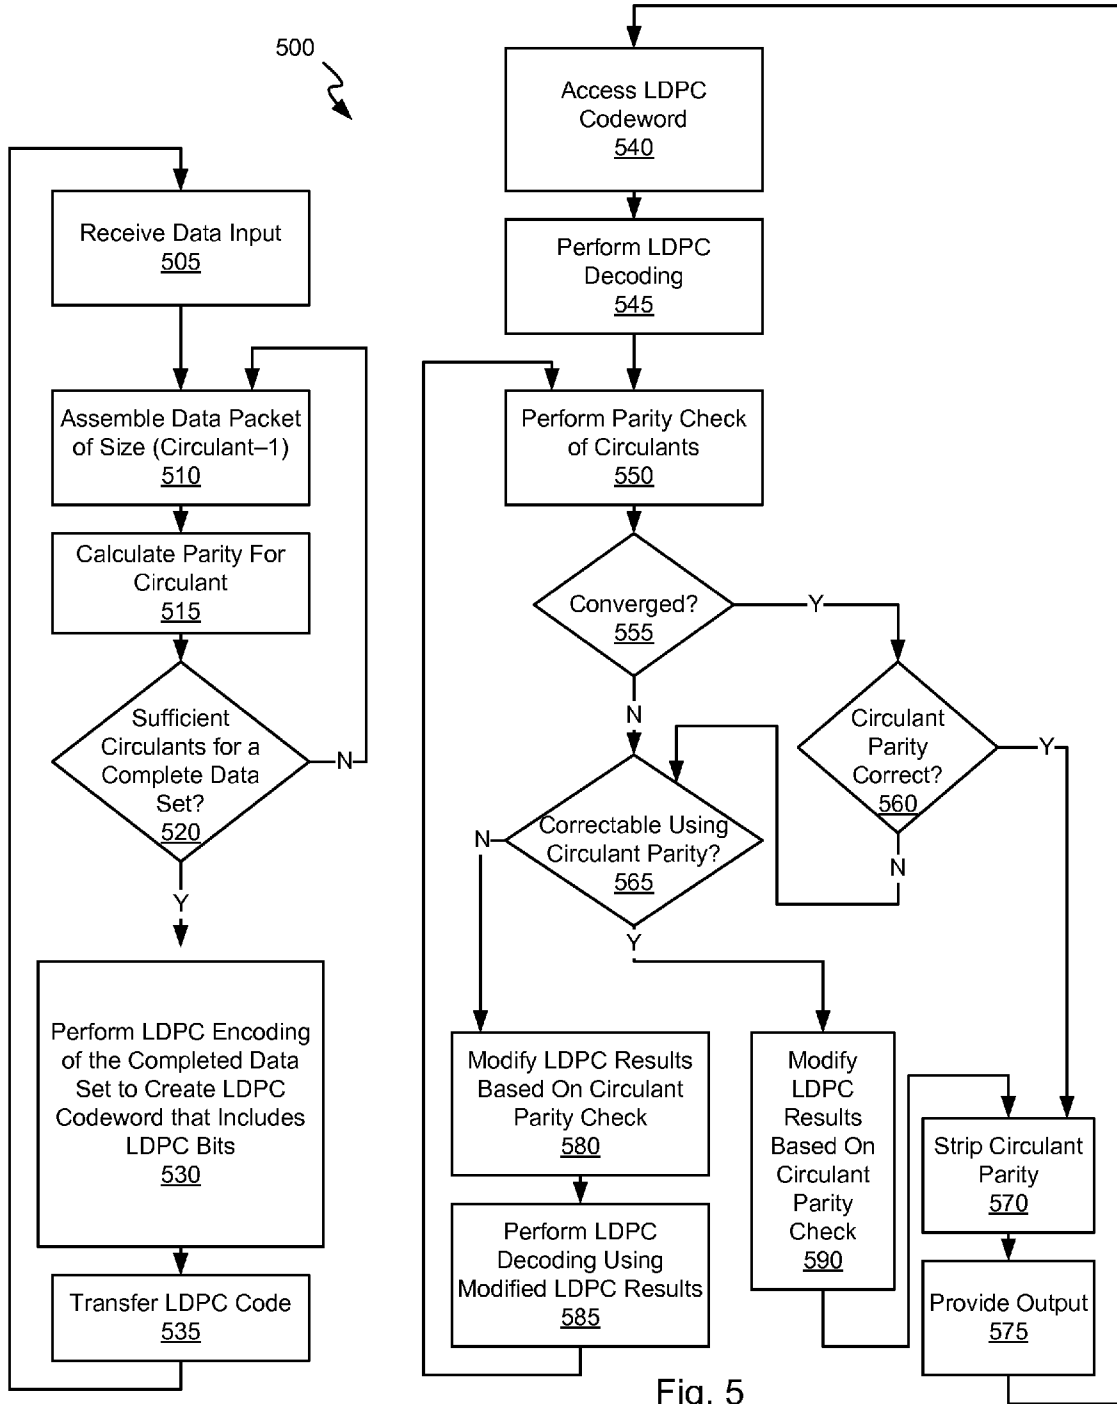 500
Receive Data Input
505
Assemble Data Packet
of Size (Circulant–1)
510
Calculate Parity For
Circulant
515
Sufficient
Circulants for a
Complete Data
Set?
520
N
Y
Perform LDPC Encoding
of the Completed Data
Set to Create LDPC
Codeword that Includes
LDPC Bits
530
Transfer LDPC Code
535
Access LDPC
Codeword
540
Perform LDPC
Decoding
545
Perform Parity Check
of Circulants
550
Converged?
555
Y
N
Circulant
Parity
Correct?
560
Y
N
Correctable Using
Circulant Parity?
565
N
Y
Modify LDPC Results
Based On Circulant
Parity Check
580
Perform LDPC
Decoding Using
Modified LDPC Results
585
Modify
LDPC
Results
Based On
Circulant
Parity
Check
590
Strip Circulant
Parity
570
Provide Output
575
Fig. 5